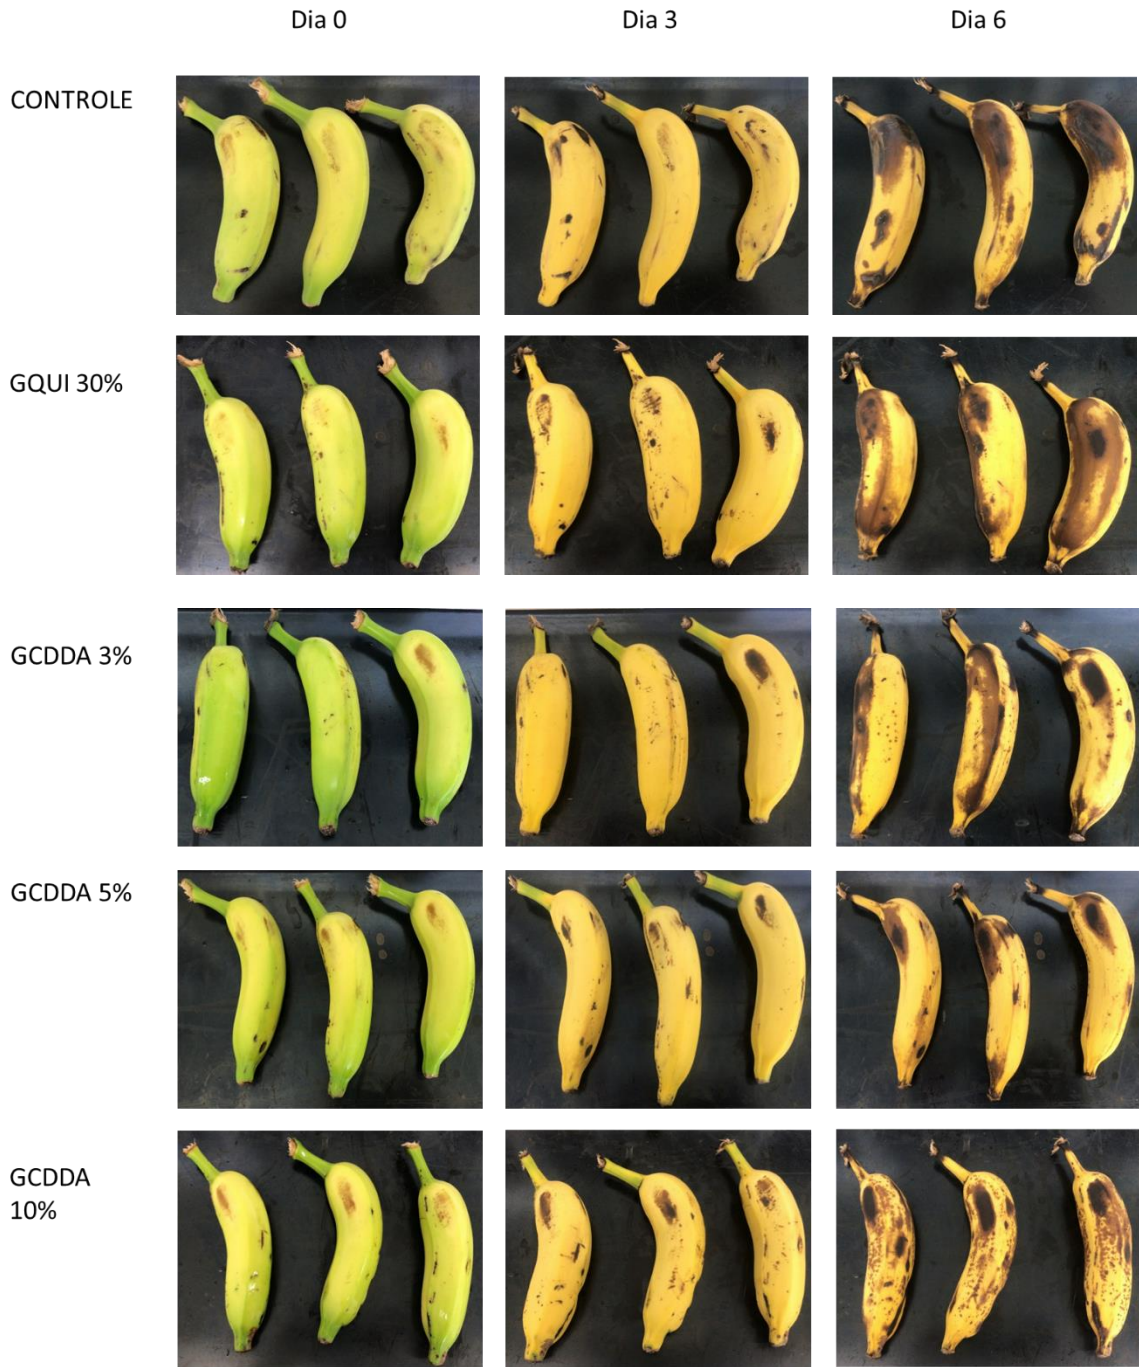 Dia 0
Dia 3
Dia 6
CONTROLE
GQUI 30%
GCDDA 3%
GCDDA 5%
GCDDA
10%